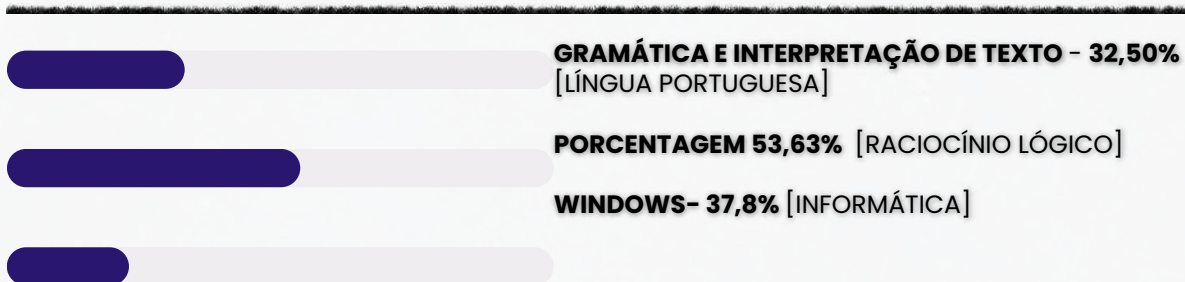 GRAMÁTICA E INTERPRETAÇÃO DE TEXTO - 32,50%
[LÍNGUA PORTUGUESA]
PORCENTAGEM 53,63% [RACIOCÍNIO LÓGICO]
WINDOWS- 37,8% [INFORMÁTICA]